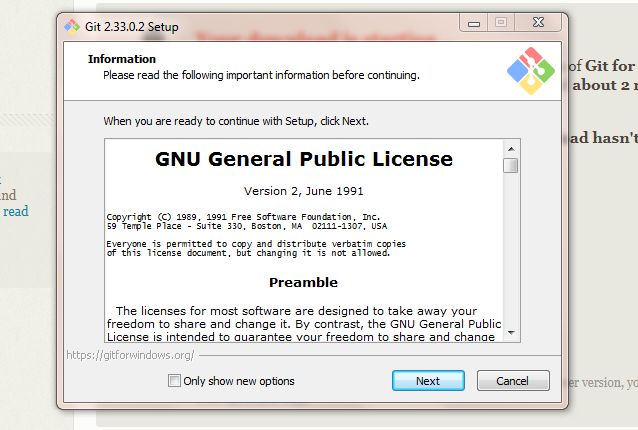 Git 2.33.0.2 Setup
Information
Please read the following important information before continuing.
When you are ready to continue with Setup, click Next.
GNU General Public License
Version 2, June 1991
Copyright (C) 1989, 1991 Free Software Foundation, Inc.
59 Temple Place - Suite 330, Boston, MA 02111-1307, USA
Everyone is permitted to copy and distribute verbatim copies
of this license document, but changing it is not allowed.
Preamble
The licenses for most software are designed to take away your
freedom to share and change it. By contrast, the GNU General Public
License is intended to guarantee your freedom to share and change
https://gitforwindows.org/
Only show new options
Next
Cancel
of Git for
about 2
ad hasn't
nd
read
er version, yo